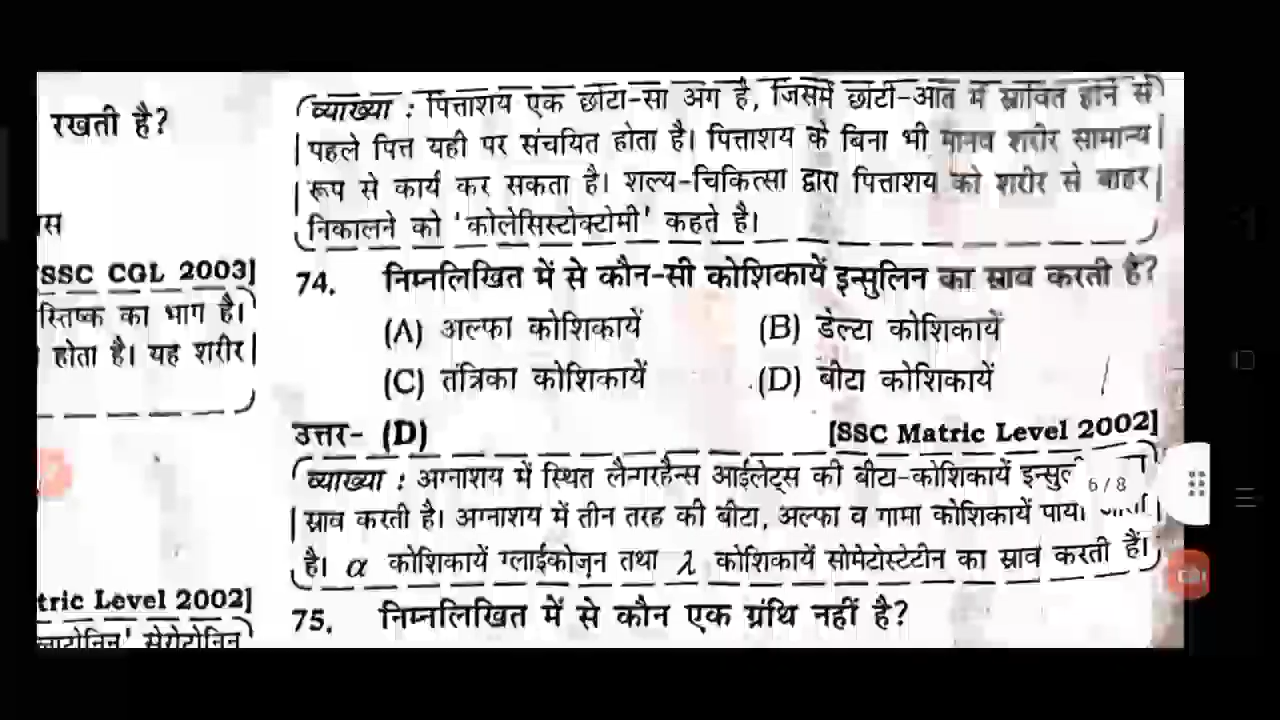 रखती है?
स
SSC CGL 2003]
स्तिष्क का भाग है।
होता है। यह शरीर
tric Level 2002]
व्याख्या : पित्ताशय एक छोटा-सा अंग है, जिसमें छोटी-आंत में स्रावित होने से
पहले पित्त यही पर संचयित होता है। पित्ताशय के बिना भी मानव शरीर सामान्य
रूप से कार्य कर सकता है। शल्य-चिकित्सा द्वारा पित्ताशय को शरीर से बाहर
निकालने को 'कोलेसिस्टोक्टोमी' कहते है।
74. निम्नलिखित में से कौन-सी कोशिकायें इन्सुलिन का स्राव करती है?
(A) अल्फा कोशिकायें (B) डेल्टा कोशिकायें
(C) तंत्रिका कोशिकायें (D) बीटा कोशिकायें
उत्तर- (D) [SSC Matric Level 2002]
व्याख्या : अग्नाशय में स्थित लैन्गरहैन्स आईलेट्स की बीटा-कोशिकायें
स्राव करती है। अग्नाशय में तीन तरह की बीटा, अल्फा व गामा कोशिकायें
है। α कोशिकायें ग्लाईकोजन तथा λ कोशिकायें सोमेटोस्टेटीन का स्राव करती हैं।
75. निम्नलिखित में से कौन एक ग्रंथि नहीं है?
6/8